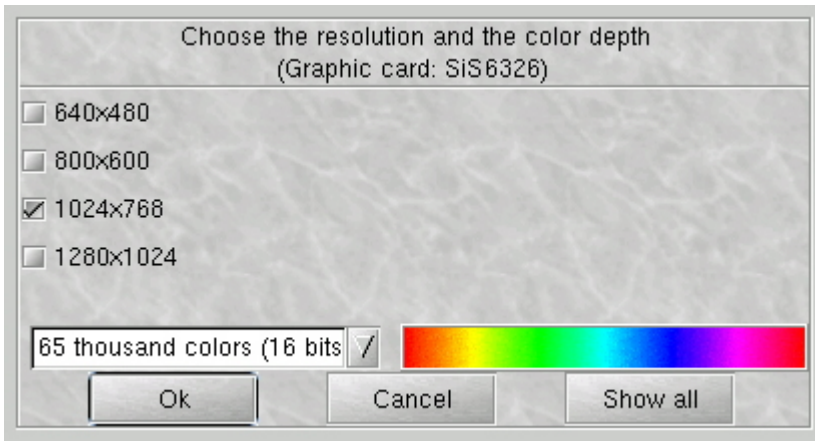 Choose the resolution and the color depth
(Graphic card: SiS6326)
640x480
800x600
1024x768
1280x1024
65 thousand colors (16 bits
Ok Cancel Show all